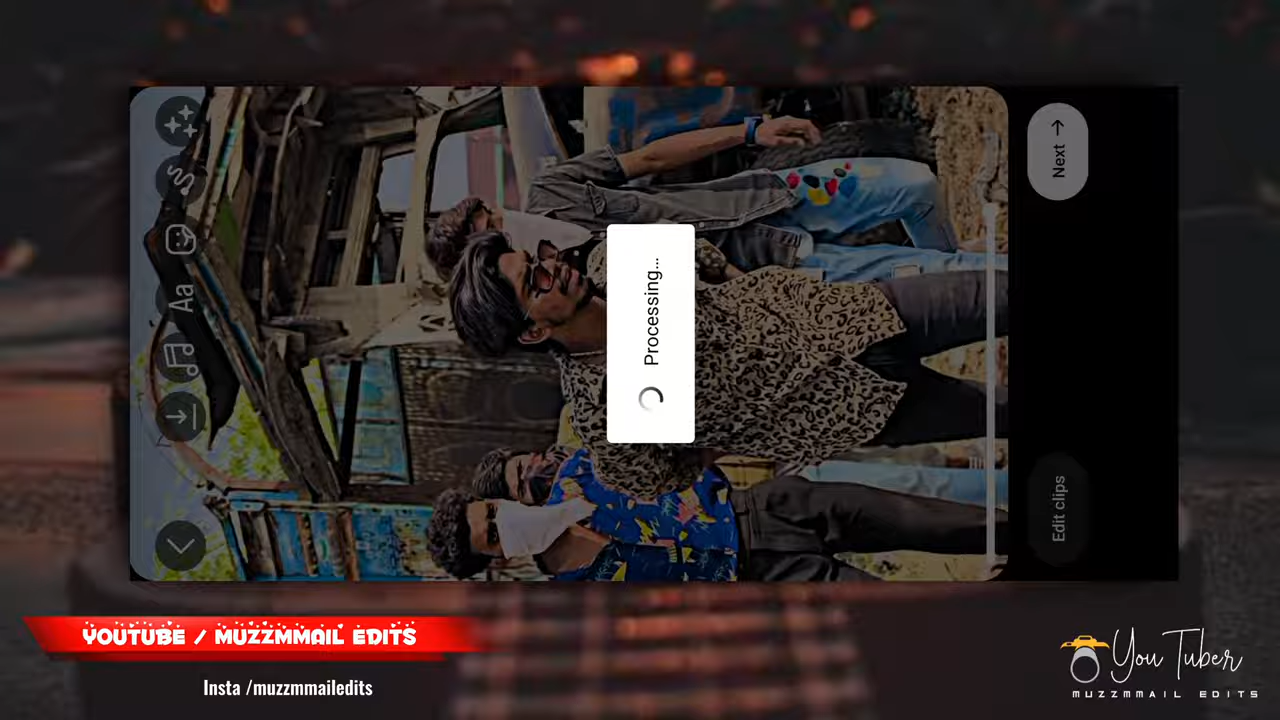 Next
Aa
Processing...
Edit clips
YOUTUBE / MUZZMMAIL EDITS
Insta /muzzmmailedits
You Tuber
MUZZMMAIL EDITS